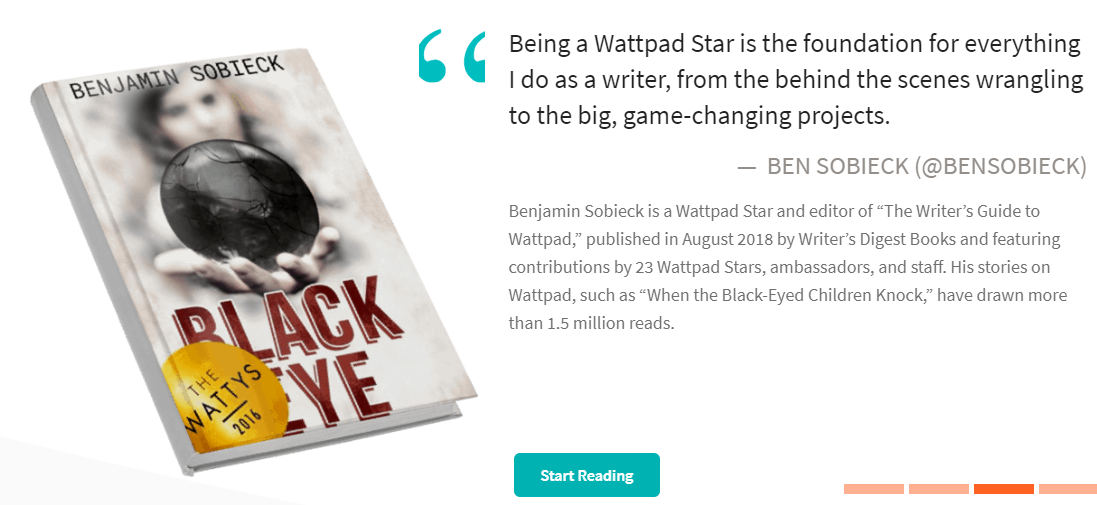 BENJAMIN SOBIECK
BLACK
EYE
THE
WATTYS
2016
“
Being a Wattpad Star is the foundation for everything
I do as a writer, from the behind the scenes wrangling
to the big, game-changing projects.
— BEN SOBIECK (@BENSOBIECK)
Benjamin Sobieck is a Wattpad Star and editor of “The Writer’s Guide to
Wattpad,” published in August 2018 by Writer’s Digest Books and featuring
contributions by 23 Wattpad Stars, ambassadors, and staff. His stories on
Wattpad, such as “When the Black-Eyed Children Knock,” have drawn more
than 1.5 million reads.
Start Reading